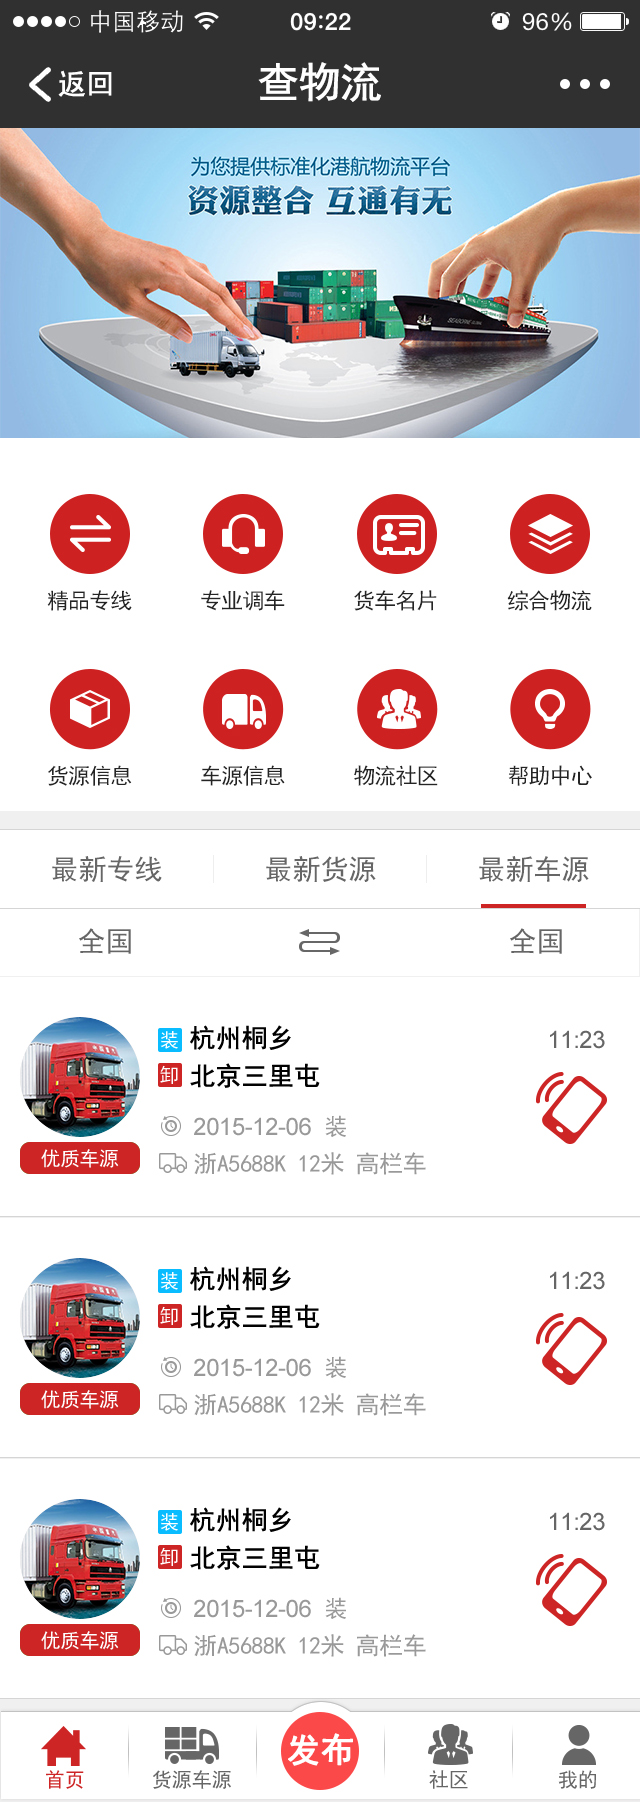 中国移动 09:22 96%
返回 查物流
为您提供标准化港航物流平台
资源整合 互通有无
精品专线 专业调车 货车名片 综合物流
货源信息 车源信息 物流社区 帮助中心
最新专线 最新货源 最新车源
全国 全国
装 杭州桐乡 11:23
卸 北京三里屯
2015-12-06 装
优质车源 浙A5688K 12米 高栏车
装 杭州桐乡 11:23
卸 北京三里屯
2015-12-06 装
优质车源 浙A5688K 12米 高栏车
装 杭州桐乡 11:23
卸 北京三里屯
2015-12-06 装
优质车源 浙A5688K 12米 高栏车
首页 货源车源 发布 社区 我的